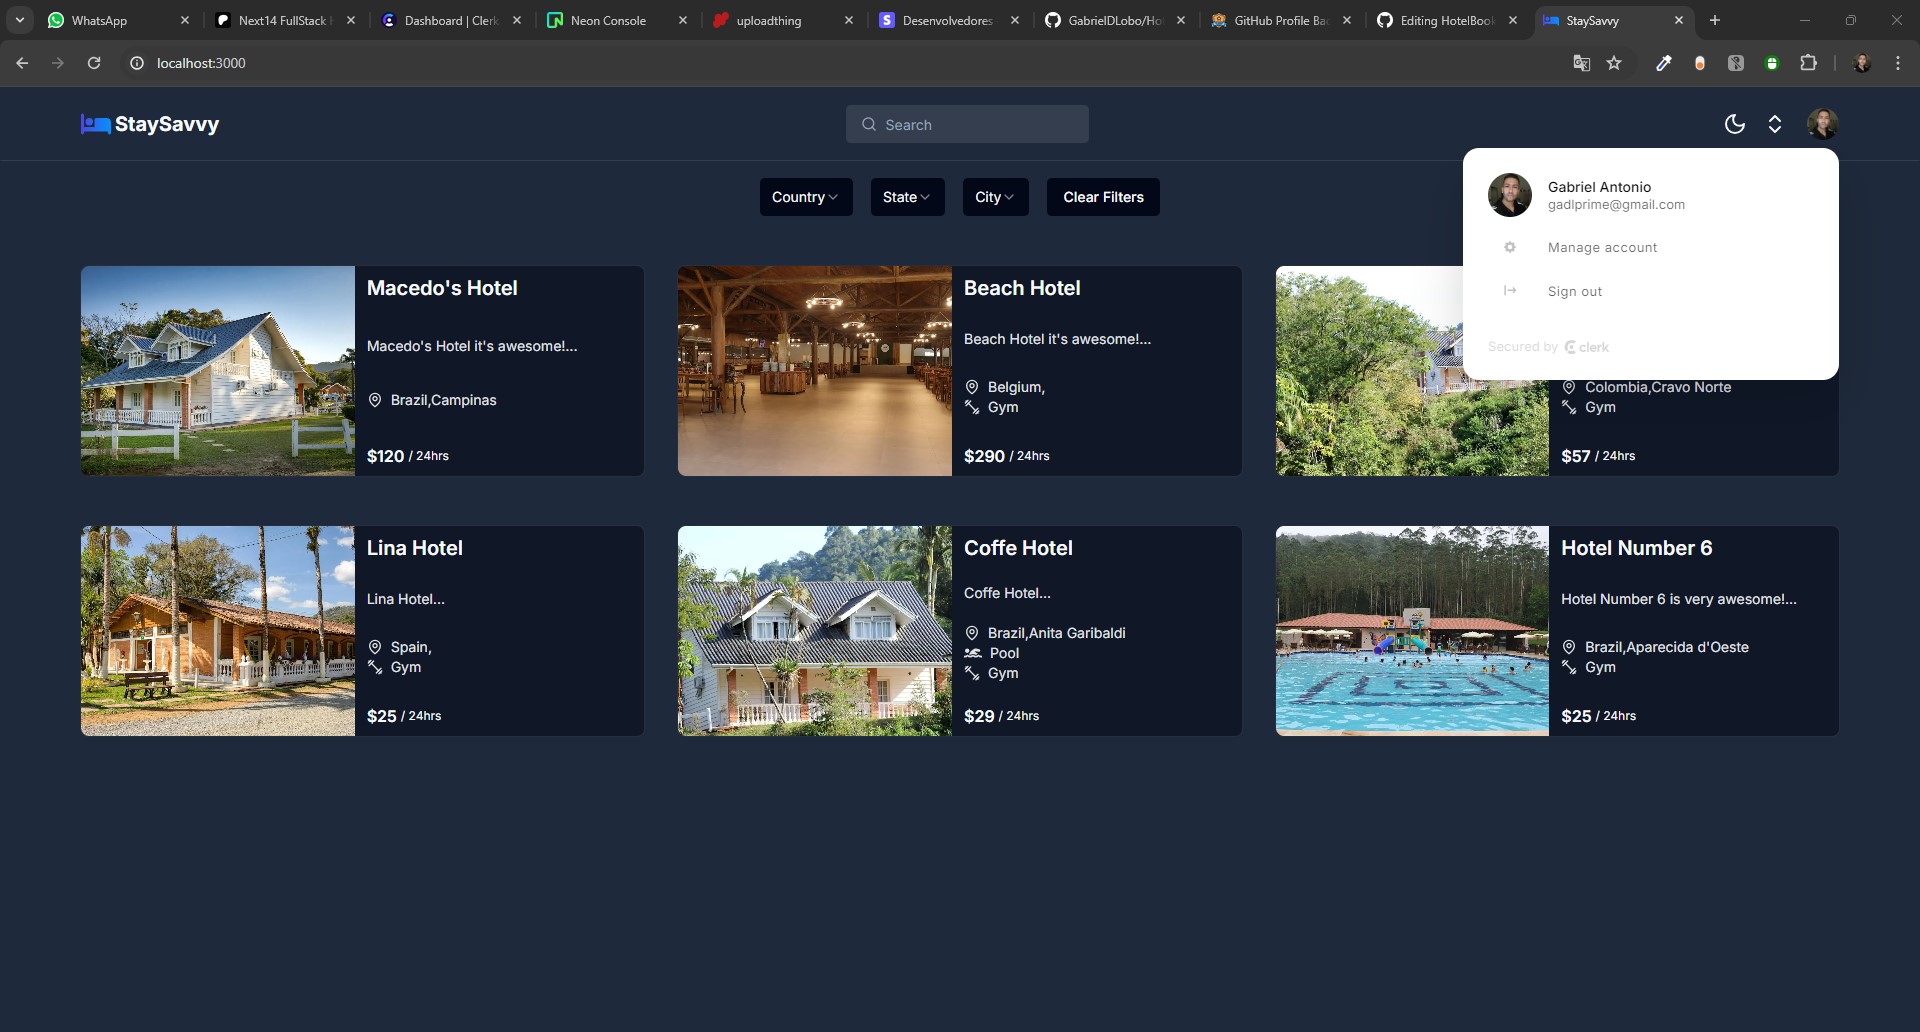 WhatsApp
Next14 FullStack
Dashboard | Clerk
Neon Console
uploadthing
Desenvolvedores
GabrielDLobo/Ho
GitHub Profile Ba
Editing HotelBook
StaySavvy
localhost:3000
StaySavvy
Search
Country
State
City
Clear Filters
Gabriel Antonio
gadlprime@gmail.com
Manage account
Sign out
Secured by clerk
Macedo's Hotel
Macedo's Hotel it's awesome!...
Brazil,Campinas
$120 / 24hrs
Beach Hotel
Beach Hotel it's awesome!...
Belgium,
Gym
$290 / 24hrs
Colombia,Cravo Norte
Gym
$57 / 24hrs
Lina Hotel
Lina Hotel...
Spain,
Gym
$25 / 24hrs
Coffe Hotel
Coffe Hotel...
Brazil,Anita Garibaldi
Pool
Gym
$29 / 24hrs
Hotel Number 6
Hotel Number 6 is very awesome!...
Brazil,Aparecida d'Oeste
Gym
$25 / 24hrs